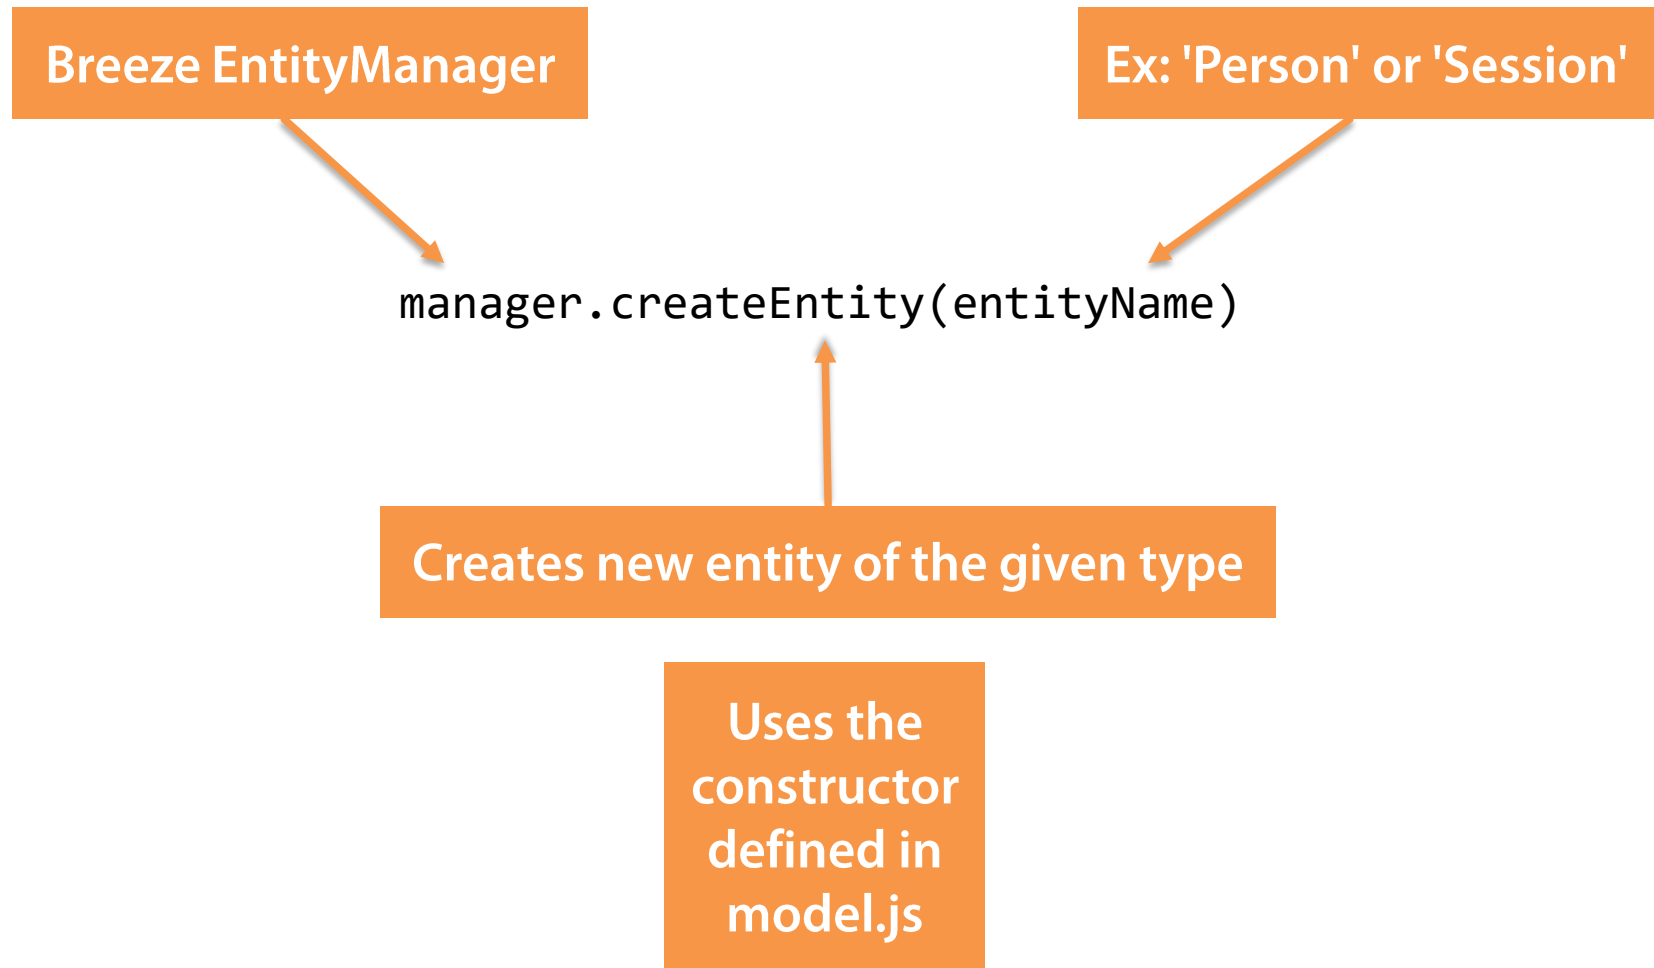 Breeze EntityManager
Ex: 'Person' or 'Session'
manager.createEntity(entityName)
Creates new entity of the given type
Uses the
constructor
defined in
model.js